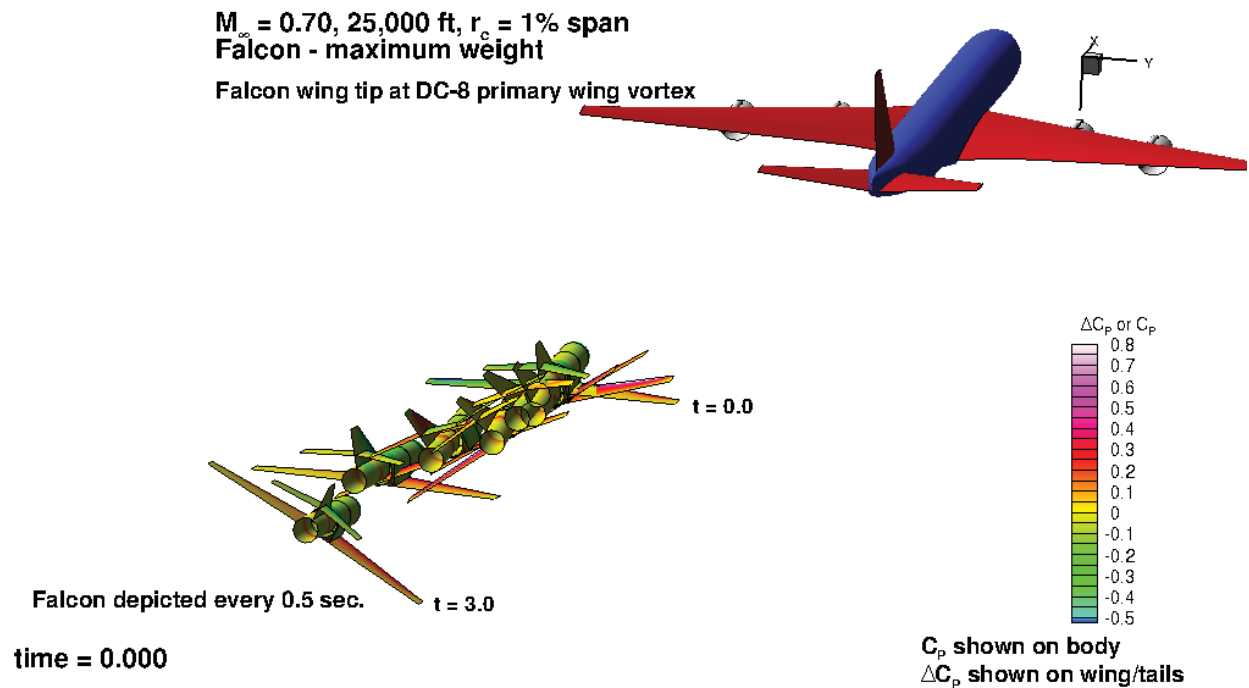 M∞ = 0.70, 25,000 ft, rc = 1% span
Falcon - maximum weight
Falcon wing tip at DC-8 primary wing vortex
X
Y
Z
ΔCP or CP
0.8
0.7
0.6
0.5
0.4
0.3
0.2
0.1
0
-0.1
-0.2
-0.3
-0.4
-0.5
t = 0.0
t = 3.0
Falcon depicted every 0.5 sec.
time = 0.000
CP shown on body
ΔCP shown on wing/tails